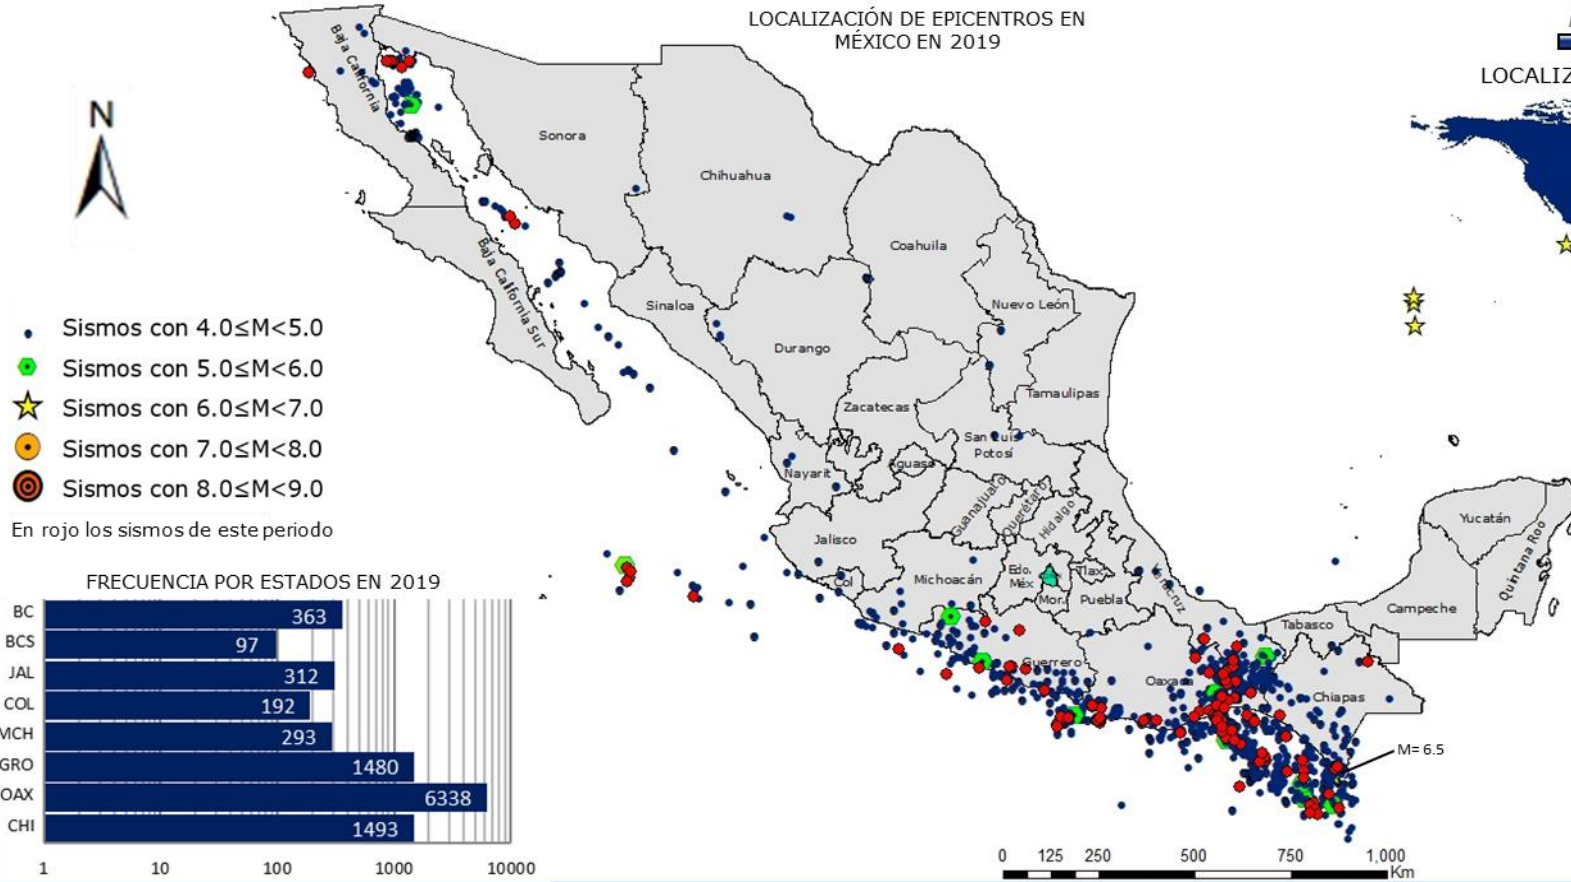 LOCALIZACIÓN DE EPICENTROS EN
MÉXICO EN 2019
LOCALIZ
N
Baja California
Sonora
Chihuahua
Coahuila
Baja California Sur
Sinaloa
Nuevo León
Durango
Tamaulipas
Zacatecas
San Luis
Potosí
Nayarit
Aguasc
Guanajuato
Querétaro
Hidalgo
Jalisco
Yucatán
Quintana Roo
Col
Michoacán
Edo.
Méx
Tlax
Mor.
Puebla
Veracruz
Campeche
Tabasco
Guerrero
Oaxaca
Chiapas
M= 6.5
Sismos con 4.0≤M<5.0
Sismos con 5.0≤M<6.0
Sismos con 6.0≤M<7.0
Sismos con 7.0≤M<8.0
Sismos con 8.0≤M<9.0
En rojo los sismos de este periodo
FRECUENCIA POR ESTADOS EN 2019
BC 363
BCS 97
JAL 312
COL 192
MCH 293
GRO 1480
OAX 6338
CHI 1493
1 10 100 1000 10000
0 125 250 500 750 1,000
Km